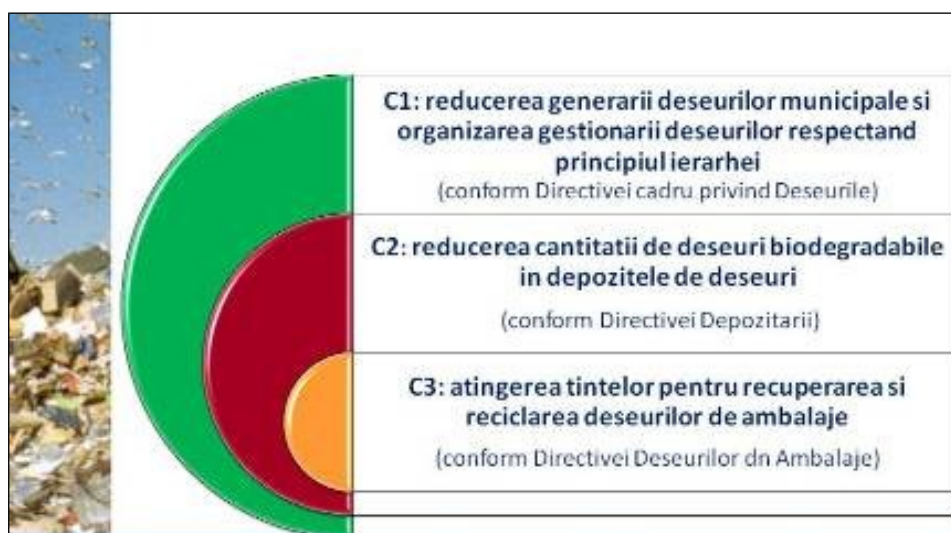 C1: reducerea generarii deseurilor municipale si
organizarea gestionarii deseurilor respectand
principiul ierarhei
(conform Directivei cadru privind Deseurile)
C2: reducerea cantitatii de deseuri biodegradabile
in depozitele de deseuri
(conform Directivei Depozitarii)
C3: atingerea tintelor pentru recuperarea si
reciclarea deseurilor de ambalaje
(conform Directivei Deseurilor dn Ambalaje)